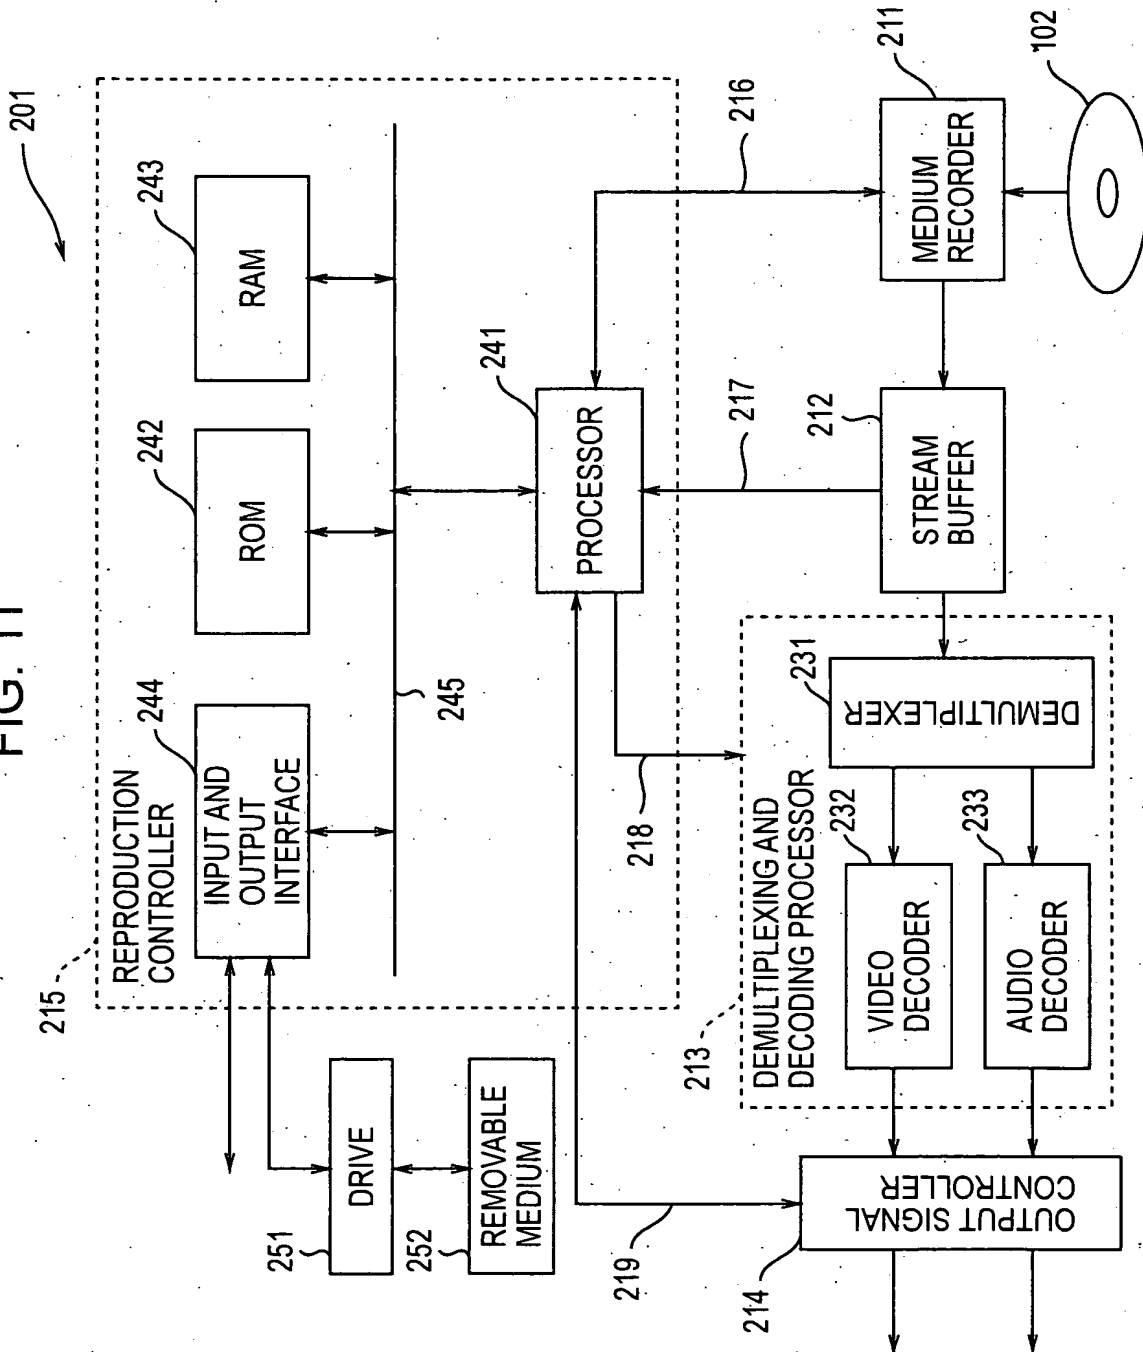 FIG. 11
201
215
REPRODUCTION
CONTROLLER
244
INPUT AND
OUTPUT
INTERFACE
242
ROM
243
RAM
245
241
PROCESSOR
251
DRIVE
252
REMOVABLE
MEDIUM
219
218
217
216
213
DEMULTIPLEXING AND
DECODING PROCESSOR
214
OUTPUT SIGNAL
CONTROLLER
232
VIDEO
DECODER
233
AUDIO
DECODER
231
DEMULTIPLEXER
212
STREAM
BUFFER
211
MEDIUM
RECORDER
102